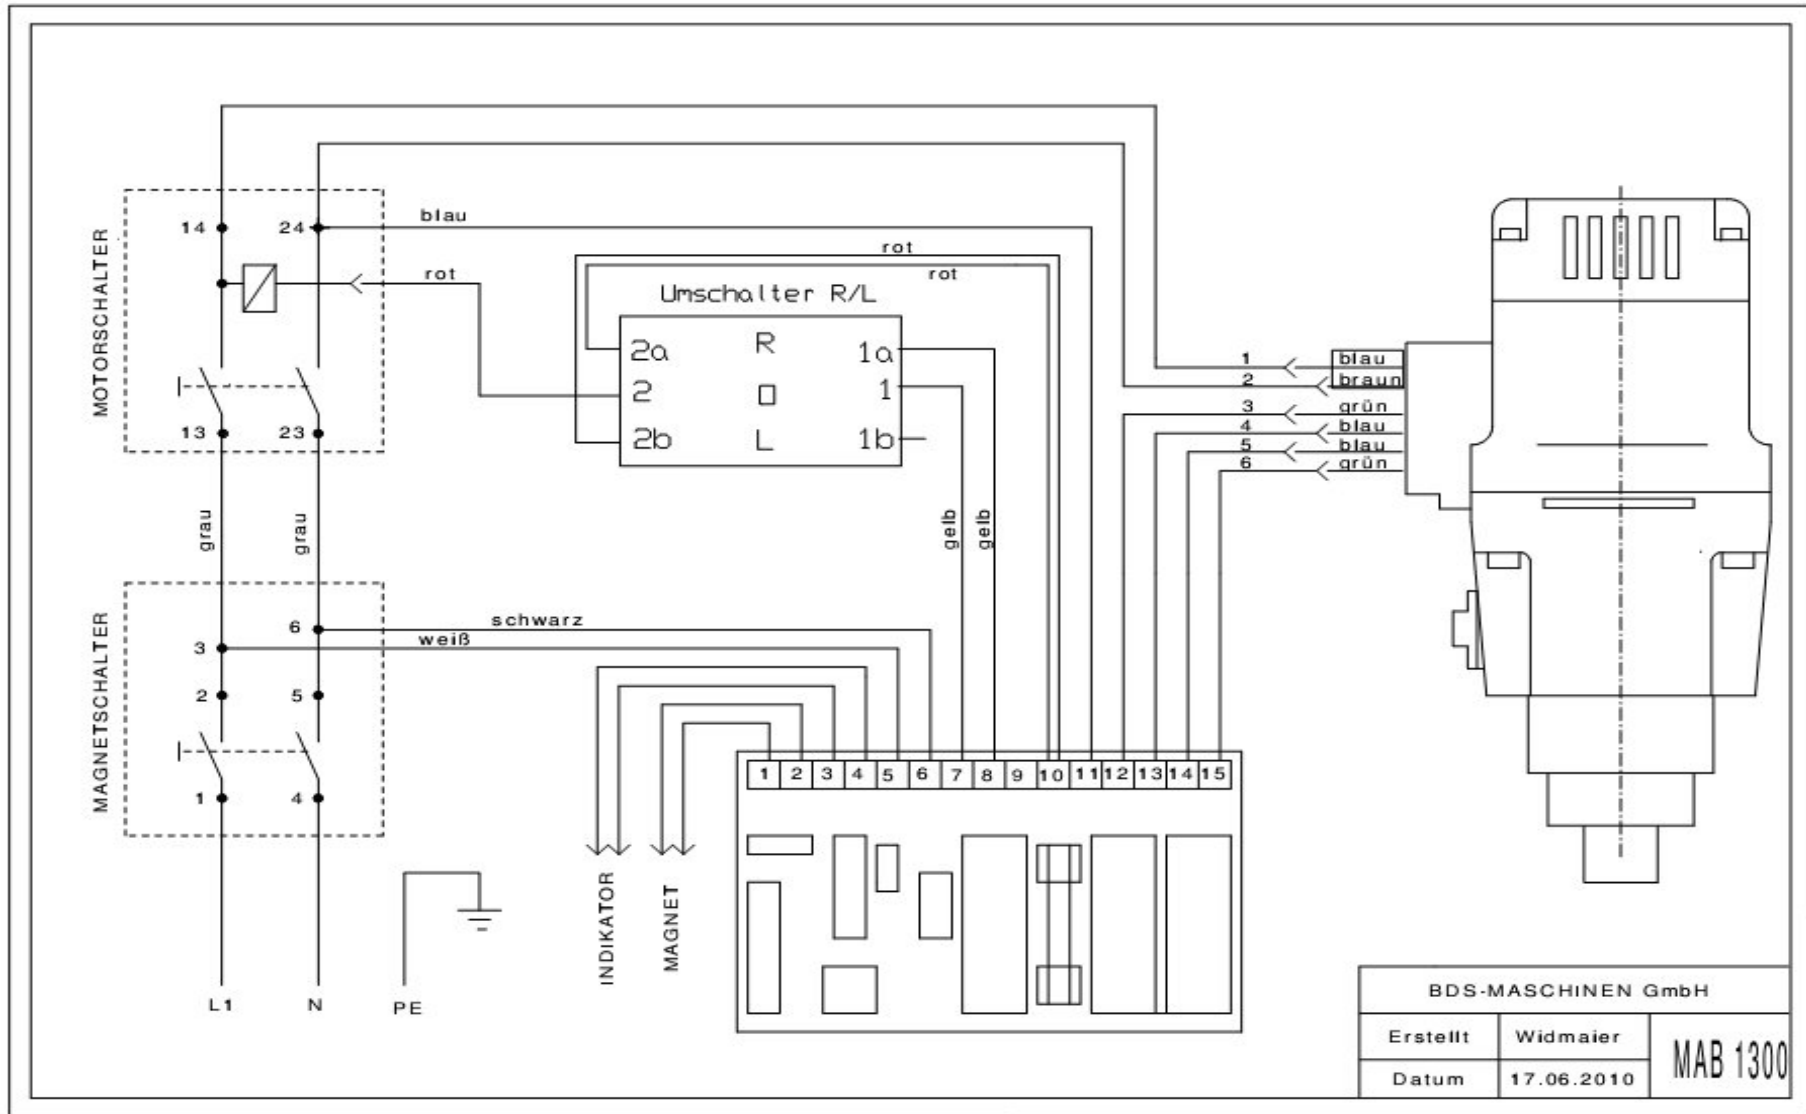 MOTORSCHALTER
14
24
blau
rot
13
23
grau
grau
rot
rot
Umschalter R/L
2a R 1a
2 0 1
2b L 1b
gelb
gelb
1 blau
2 braun
3 grün
4 blau
5 blau
6 grün
MAGNETSCHALTER
6
schwarz
3
weiß
2
5
1
4
L1
N
PE
INDIKATOR
MAGNET
1 2 3 4 5 6 7 8 9 10 11 12 13 14 15
BDS-MASCHINEN GmbH
Erstellt Widmaier
Datum 17.06.2010
MAB 1300